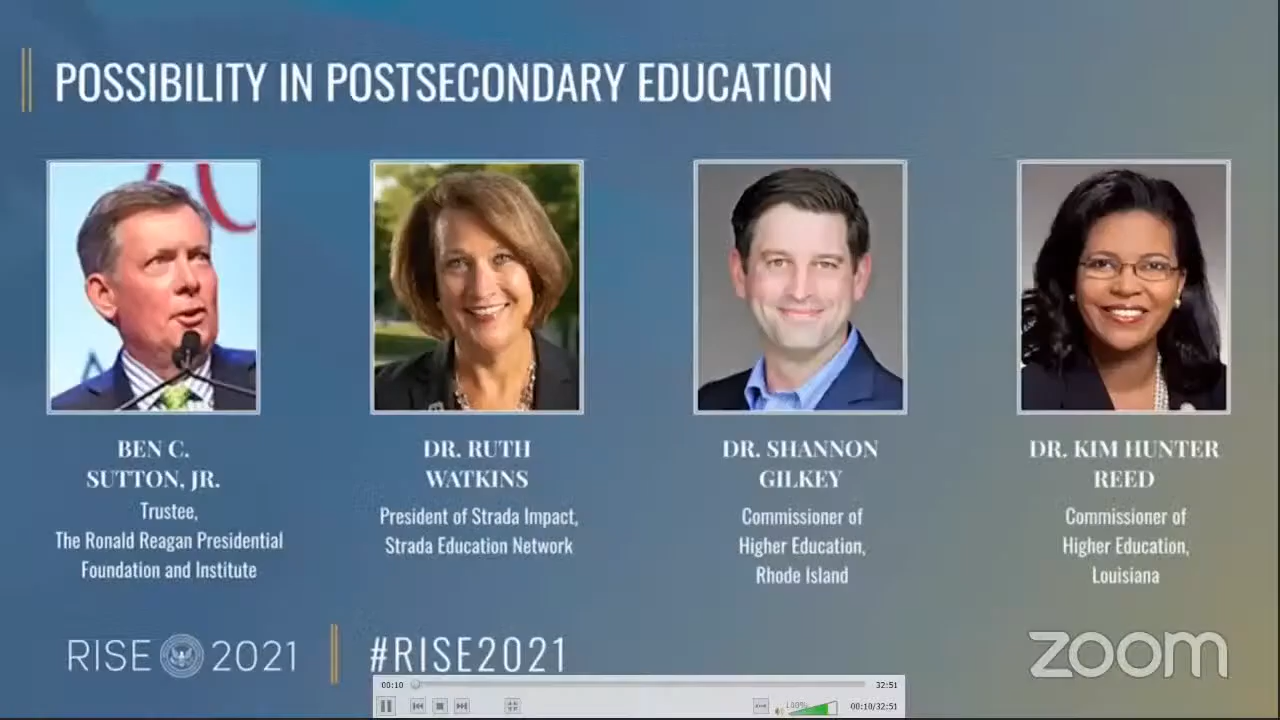 POSSIBILITY IN POSTSECONDARY EDUCATION
BEN C.
SUTTON, JR.
Trustee,
The Ronald Reagan Presidential
Foundation and Institute
DR. RUTH
WATKINS
President of Strada Impact,
Strada Education Network
DR. SHANNON
GILKEY
Commissioner of
Higher Education,
Rhode Island
DR. KIM HUNTER
REED
Commissioner of
Higher Education,
Louisiana
RISE 2021
#RISE2021
zoom
00:10
32:51
100%
00:10/32:51